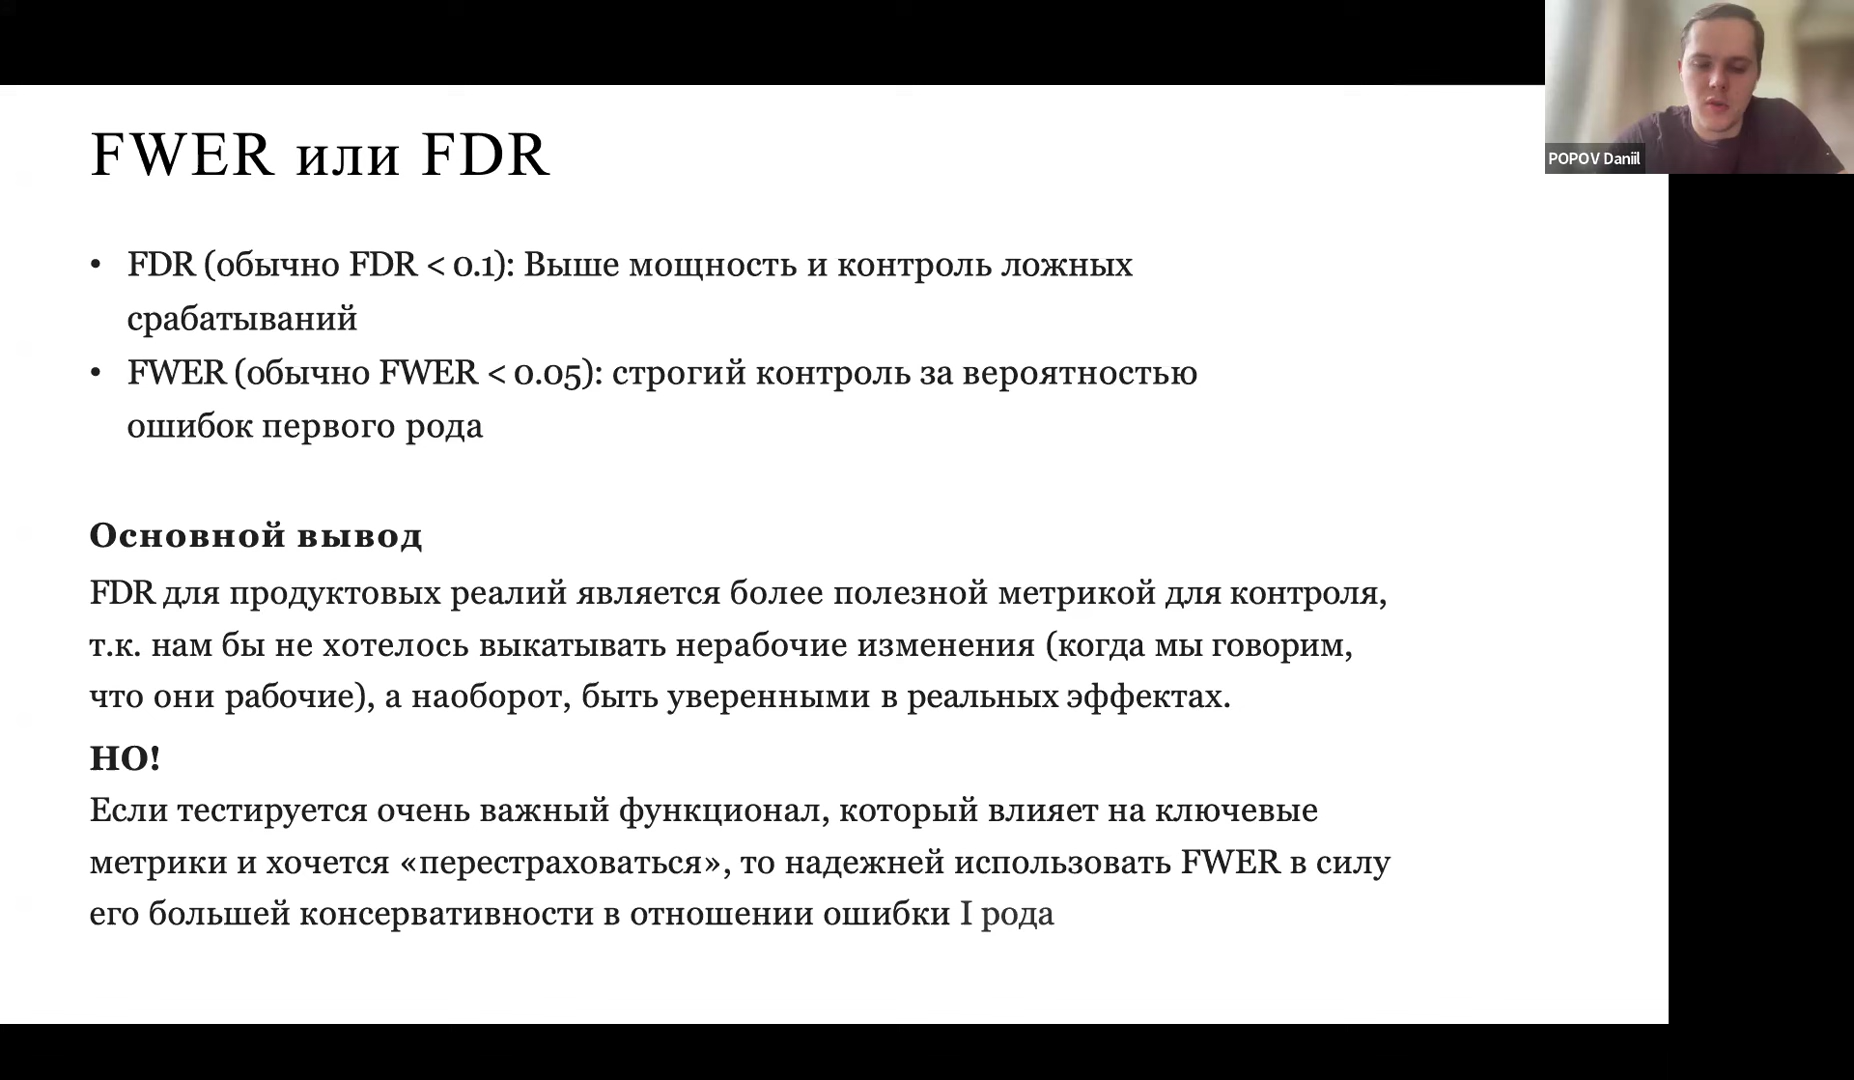 FWER или FDR
POPOV Daniil
• FDR (обычно FDR < 0.1): Выше мощность и контроль ложных
срабатываний
• FWER (обычно FWER < 0.05): строгий контроль за вероятностью
ошибок первого рода
Основной вывод
FDR для продуктовых реалий является более полезной метрикой для контроля,
т.к. нам бы не хотелось выкатывать нерабочие изменения (когда мы говорим,
что они рабочие), а наоборот, быть уверенными в реальных эффектах.
НО!
Если тестируется очень важный функционал, который влияет на ключевые
метрики и хочется «перестраховаться», то надежней использовать FWER в силу
его большей консервативности в отношении ошибки I рода